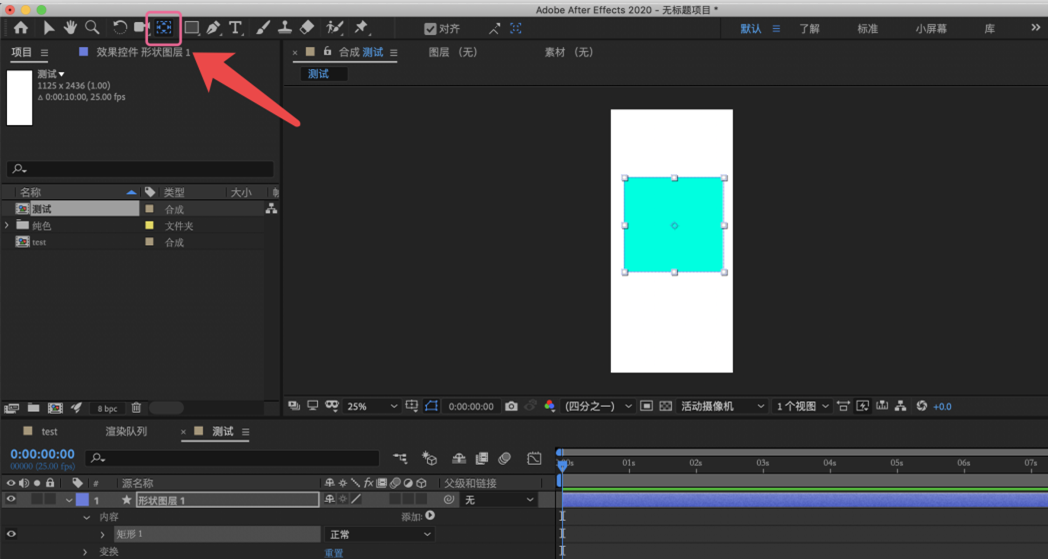 Adobe After Effects 2020 - 无标题项目 *
对齐
默认
了解
标准
小屏幕
库
项目
效果控件 形状图层 1
合成 测试
图层 (无)
素材 (无)
测试
测试
1125 x 2436 (1.00)
Δ 0:00:10:00, 25.00 fps
名称
类型
大小
测试
合成
纯色
文件夹
test
合成
8 bpc
25%
0:00:00:00
(四分之一)
活动摄像机
1 个视图
+0.0
test
渲染队列
测试
0:00:00:00
00000 (25.00 fps)
:00s
01s
02s
03s
04s
05s
06s
07s
#
源名称
fx
父级和链接
1
形状图层 1
无
内容
添加:
矩形 1
正常
变换
重置